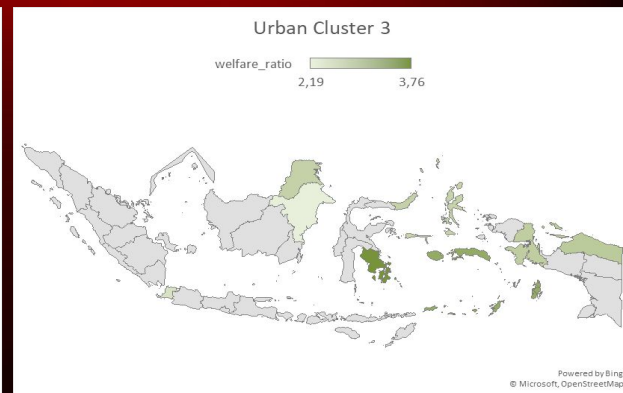 Urban Cluster 3
welfare_ratio
2,19 3,76
Powered by Bing
© Microsoft, OpenStreetMap